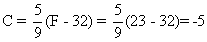 C = 5/9 (F - 32) = 5/9 (23 - 32)= -5